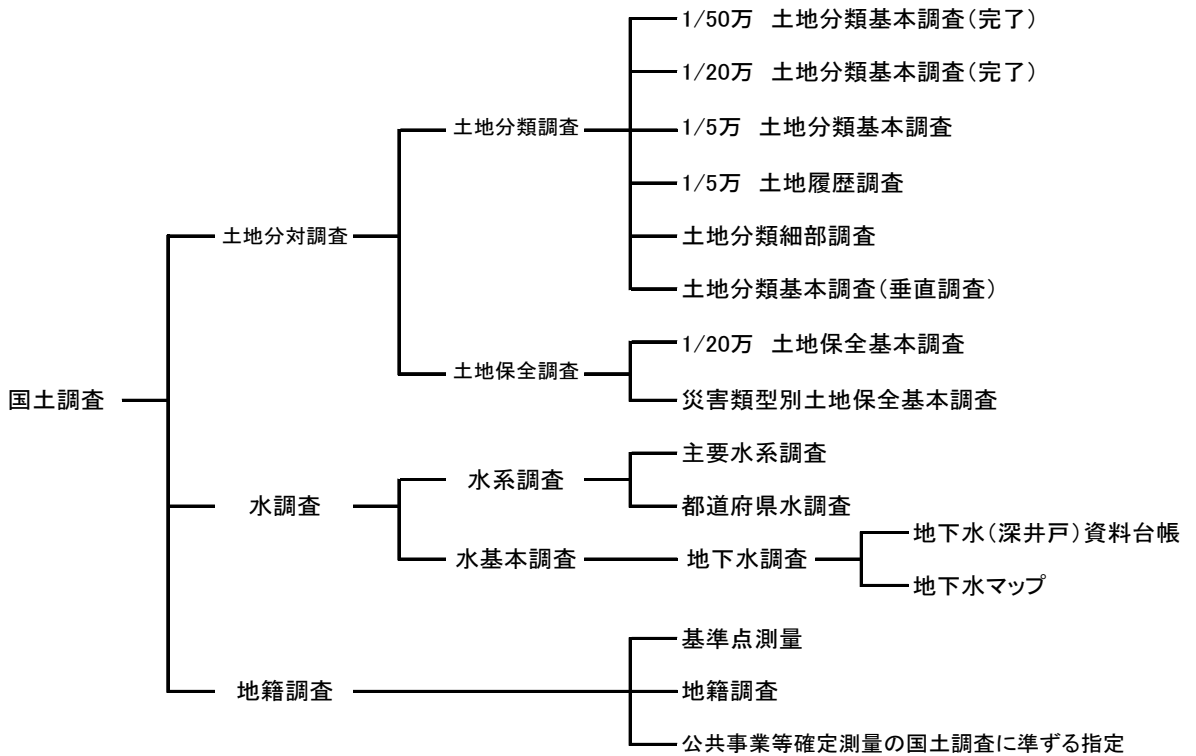 国土調査
土地分対調査
土地分類調査
1/50万　土地分類基本調査(完了)
1/20万　土地分類基本調査(完了)
1/5万　土地分類基本調査
1/5万　土地履歴調査
土地分類細部調査
土地分類基本調査(垂直調査)
土地保全調査
1/20万　土地保全基本調査
災害類型別土地保全基本調査
水調査
水系調査
主要水系調査
都道府県水調査
水基本調査
地下水調査
地下水(深井戸)資料台帳
地下水マップ
地籍調査
基準点測量
地籍調査
公共事業等確定測量の国土調査に準ずる指定